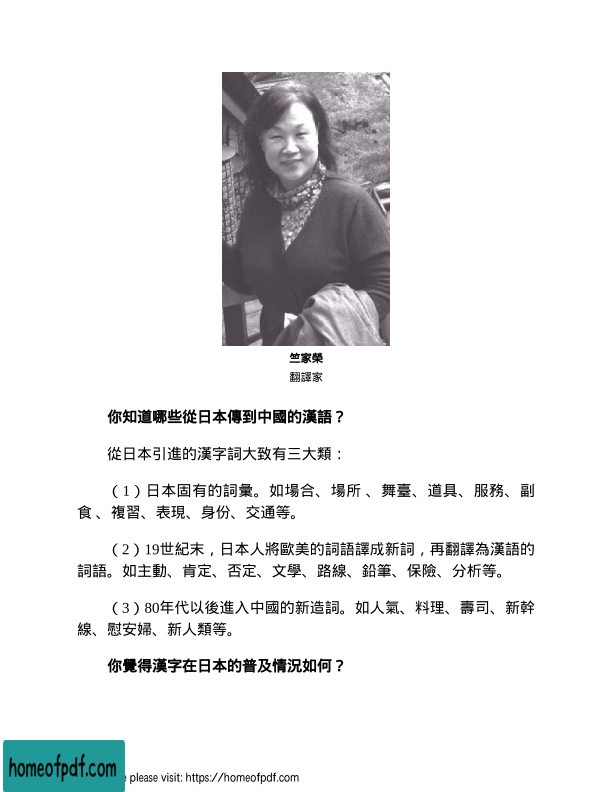 竺家榮
翻譯家
你知道哪些從日本傳到中國的漢語？
從日本引進的漢字詞大致有三大類：
（1）日本固有的詞彙。如場合、場所 、舞臺、道具、服務、副
食 、複習、表現、身份、交通等。
（2）19世紀末，日本人將歐美的詞語譯成新詞，再翻譯為漢語的
詞語。如主動、肯定、否定、文學、路線、鉛筆、保險、分析等。
（3）80年代以後進入中國的新造詞。如人氣、料理、壽司、新幹
線、慰安婦、新人類等。
你覺得漢字在日本的普及情況如何？
homeofpdf.com
e please visit: https://homeofpdf.com